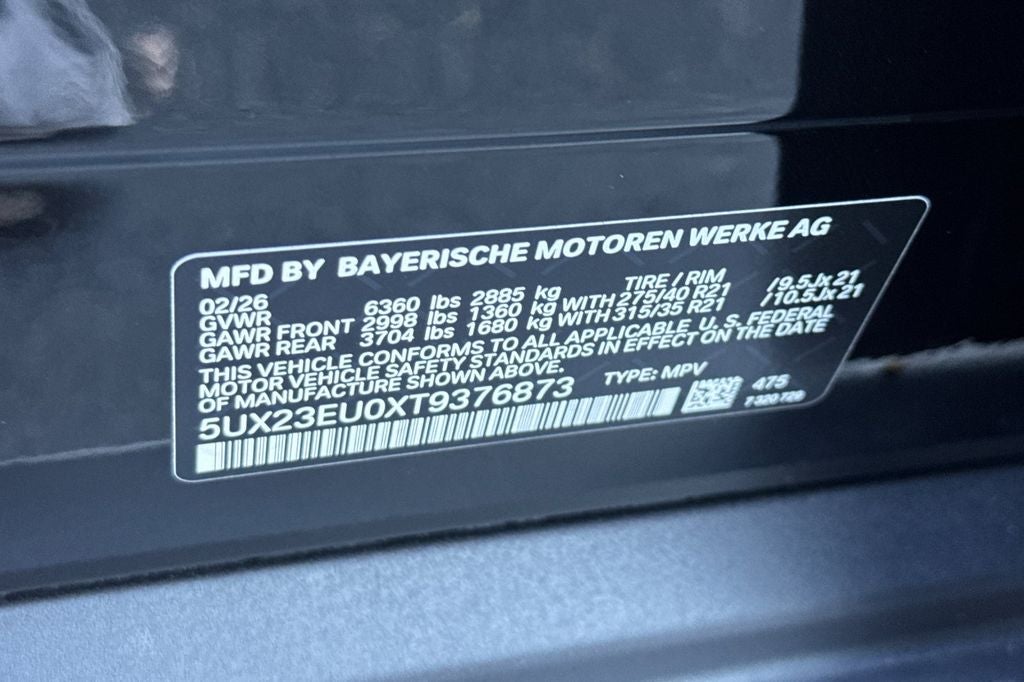 MFD BY BAYERISCHE MOTOREN WERKE AG
02/26 TIRE / RIM
GVWR 6360 lbs 2885 kg
GAWR FRONT 2998 lbs 1360 kg WITH 275/40 R21 /9.5Jx21
GAWR REAR 3704 lbs 1680 kg WITH 315/35 R21 /10.5Jx21
THIS VEHICLE CONFORMS TO ALL APPLICABLE U. S. FEDERAL
MOTOR VEHICLE SAFETY STANDARDS IN EFFECT ON THE DATE
OF MANUFACTURE SHOWN ABOVE.
5UX23EU0XT9376873 TYPE: MPV
475
7 320 729